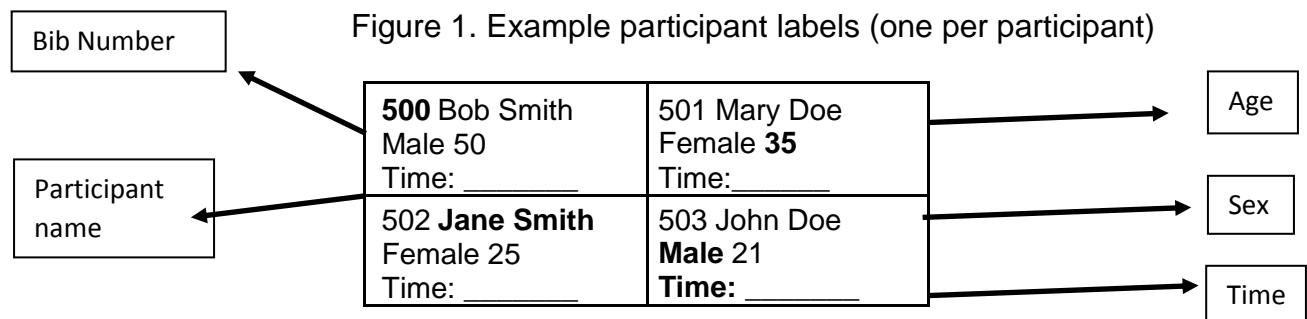 Figure 1. Example participant labels (one per participant)
Bib Number
Participant
name
500 Bob Smith
Male 50
Time: _______
501 Mary Doe
Female 35
Time:______
502 Jane Smith
Female 25
Time: _______
503 John Doe
Male 21
Time: _______
Age
Sex
Time